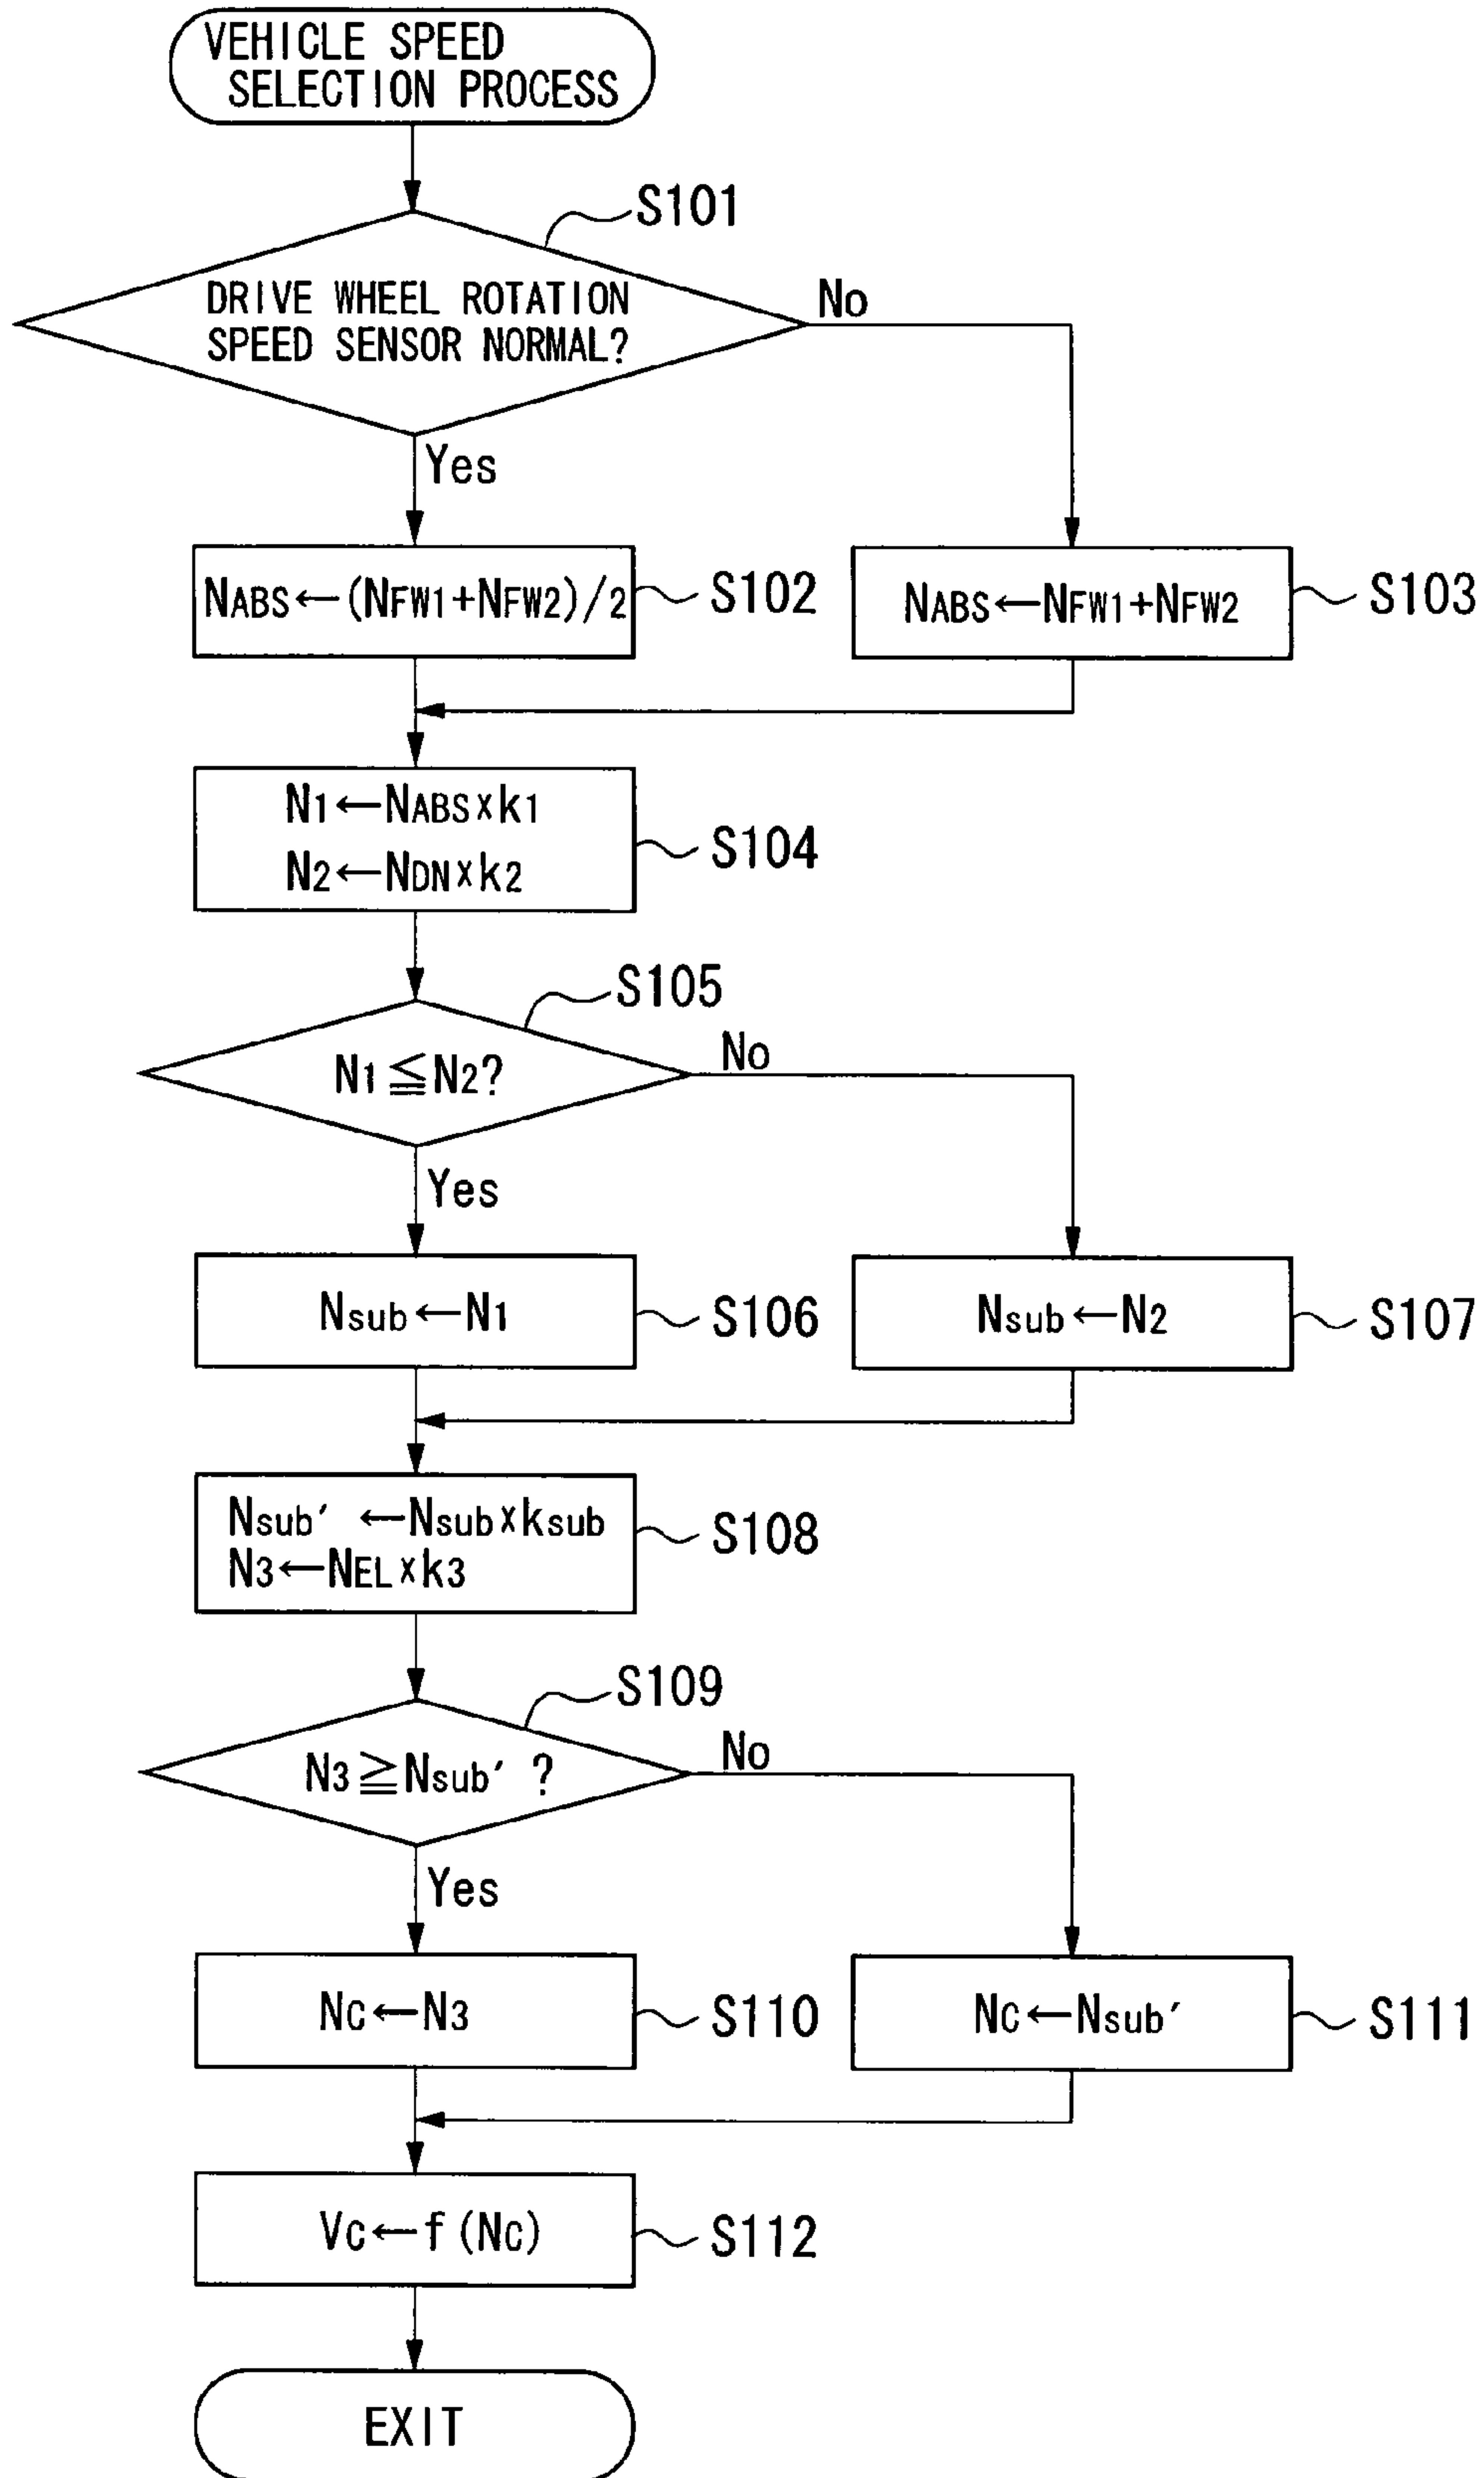 VEHICLE SPEED
SELECTION PROCESS
S101
DRIVE WHEEL ROTATION
SPEED SENSOR NORMAL?
No
Yes
NABS←(NFW1+NFW2)/2
S102
NABS←NFW1+NFW2
S103
N1←NABS×k1
N2←NDN×k2
S104
S105
N1≦N2?
No
Yes
Nsub←N1
S106
Nsub←N2
S107
Nsub′ ←Nsub×ksub
N3←NEL×k3
S108
S109
N3≧Nsub′ ?
No
Yes
NC←N3
S110
NC←Nsub′
S111
VC←f(NC)
S112
EXIT